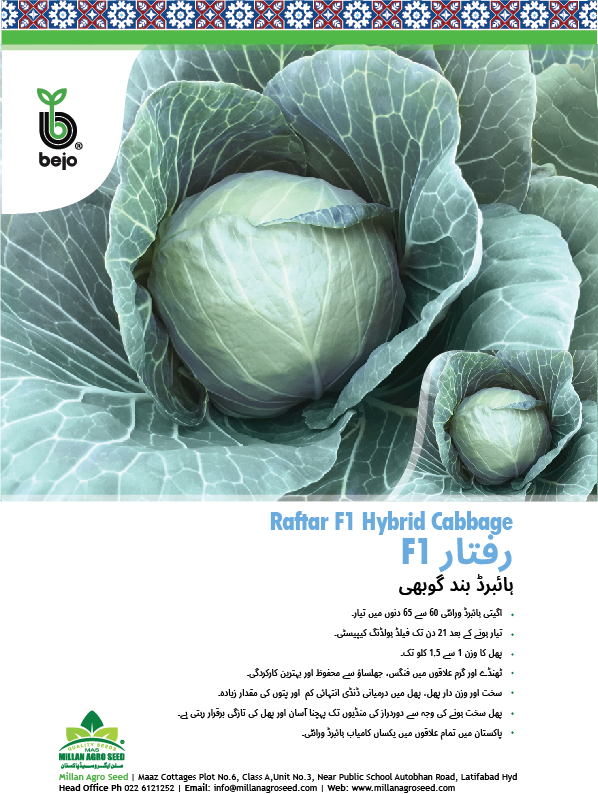 bejo®
Raftar F1 Hybrid Cabbage
رفتار F1
ہائبرڈ بند گوبھی
اگیتی ہائبرڈ ورائٹی 60 سے 65 دنوں میں تیار۔
تیار ہونے کے بعد 21 دن تک فیلڈ ہولڈنگ کیپیسٹی۔
پھل کا وزن 1 سے 1.5 کلو تک۔
ٹھنڈے اور گرم علاقوں میں فنگس، جھلساؤ سے محفوظ اور بہترین کارکردگی۔
سخت اور وزن دار پھل، پھل میں درمیانی ڈنڈی انتہائی کم اور پتوں کی مقدار زیادہ۔
پھل سخت ہونے کی وجہ سے دوردراز کی منڈیوں تک پہنچنا آسان اور پھل کی تازگی برقرار رہتی ہے۔
پاکستان میں تمام علاقوں میں یکساں کامیاب ہائبرڈ ورائٹی۔
QUALITY SEEDS
MAS
MILLAN AGRO SEED
ملن ایگرو سیڈ پاکستان
Millan Agro Seed | Maaz Cottages Plot No.6, Class A,Unit No.3, Near Public School Autobhan Road, Latifabad Hyd
Head Office Ph 022 6121252 | Email: info@millanagroseed.com | Web: www.millanagroseed.com